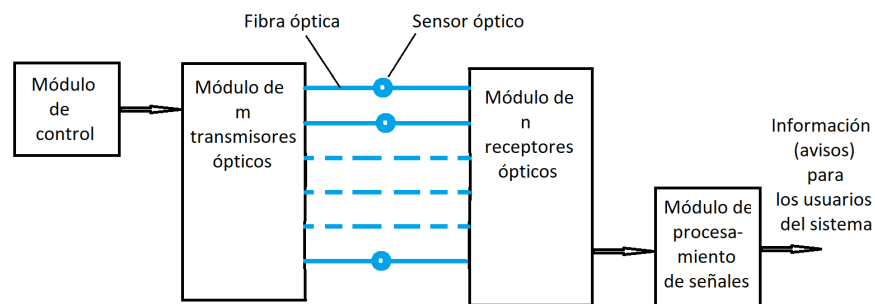 Fibra óptica
Sensor óptico
Módulo
de
control
Módulo de
m
transmisores
ópticos
Módulo de
n
receptores
ópticos
Módulo de
procesa-
miento
de señales
Información
(avisos)
para
los usuarios
del sistema